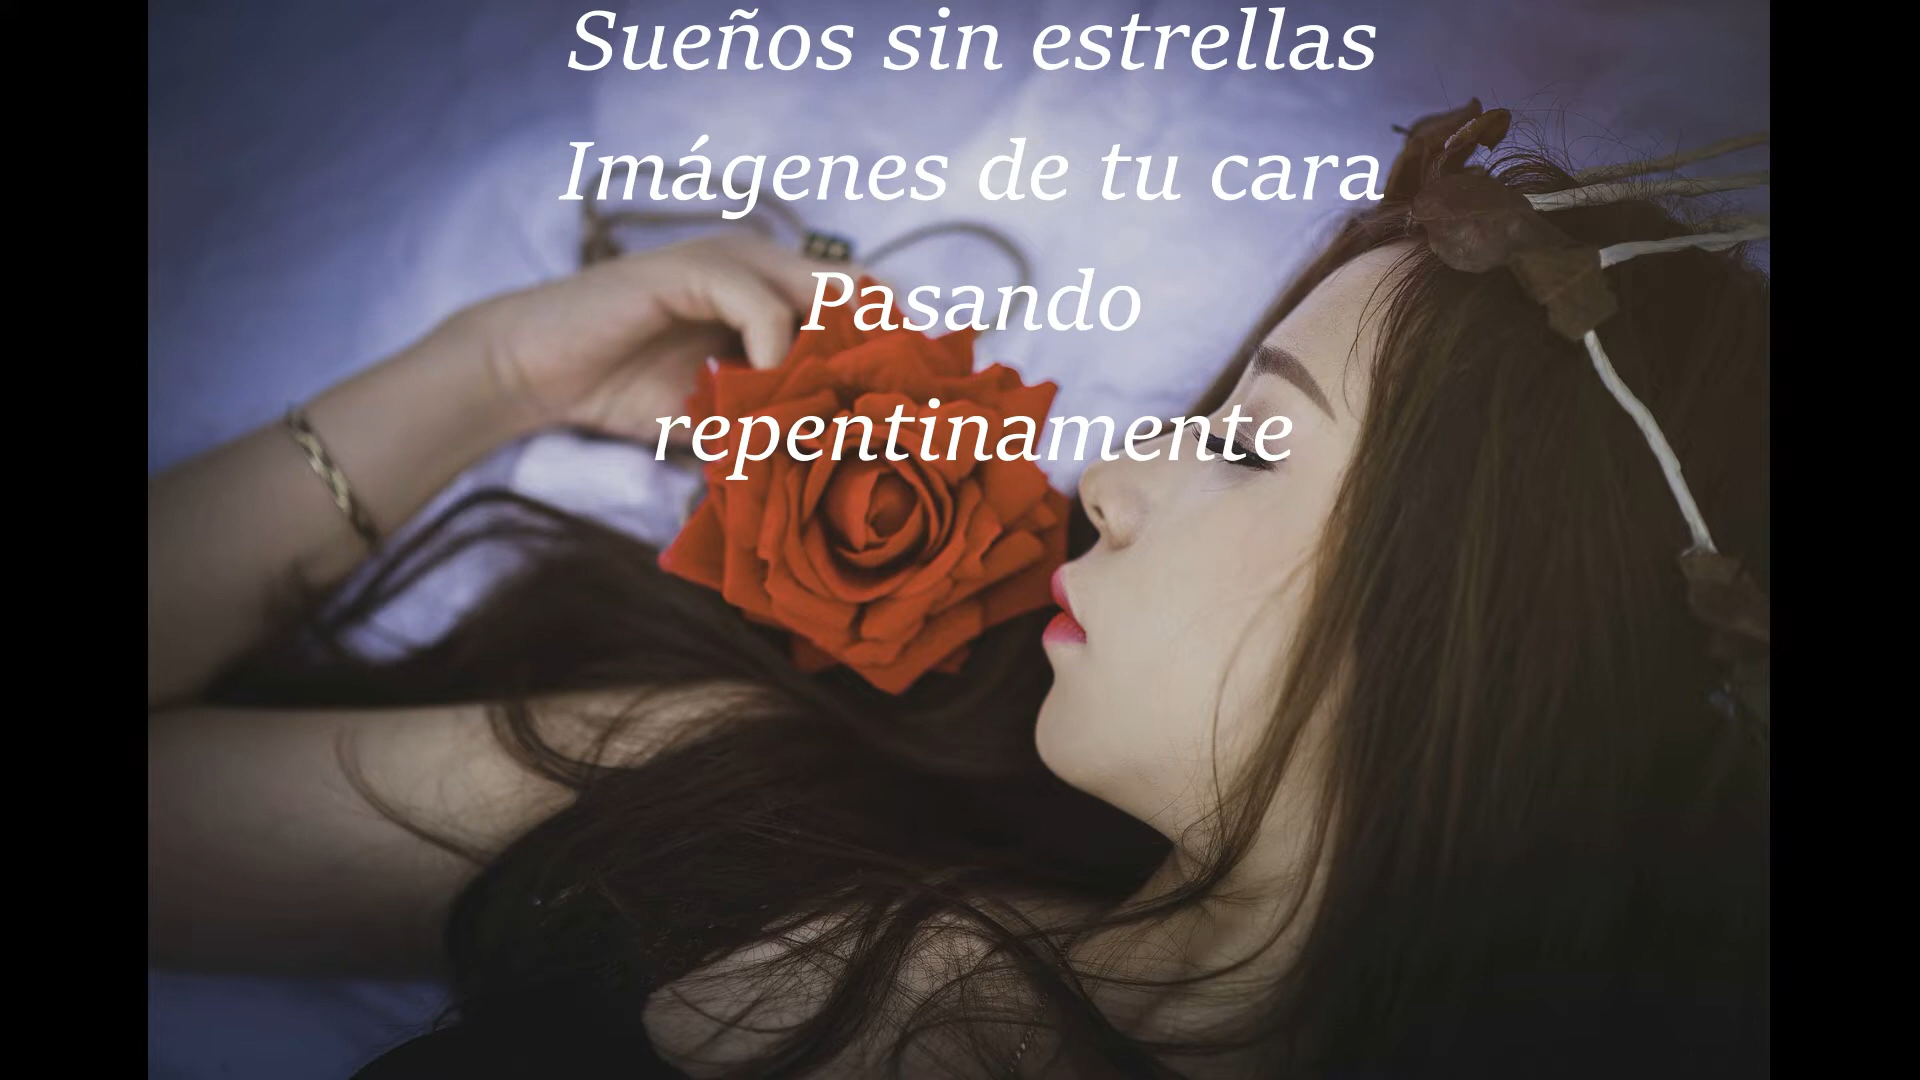 Sueños sin estrellas
Imágenes de tu cara
Pasando
repentinamente